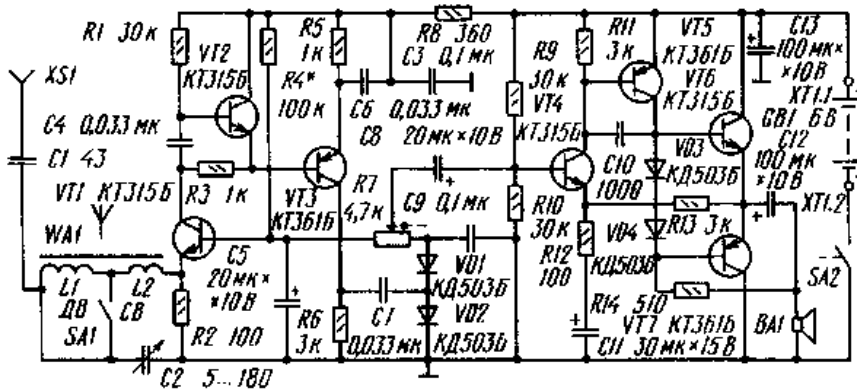 R1 30к
R5
1к
R8 360
R11
3к
VT5
КТ361Б
C13
100 мк×
×10В
VT2
КТ315Б
R4*
100к
C3 0,1 мк
R9
30к
VT6
КТ315Б
XS1
C6 0,033 мк
VT4
КТ315Б
XT1.1
GB1 6В
C4 0,033 мк
C8 20мк×10В
C12
100 мк
×10В
C1 43
VT1 КТ315Б
R3 1к
VT3
КТ361Б
R7
4,7к
C9 0,1мк
C10
1000
VD3
КД503Б
XT1.2
R10
30к
R12
100
VD4
КД503Б
R13 3к
WA1
C5
20мк×
×10В
VD1
КД503Б
SA2
L1
ДВ
L2
СВ
SA1
R2 100
R6
3к
C7
0,033мк
VD2
КД503Б
R14 510
VT7 КТ361Б
BA1
C11 30мк×15В
C2 5...180